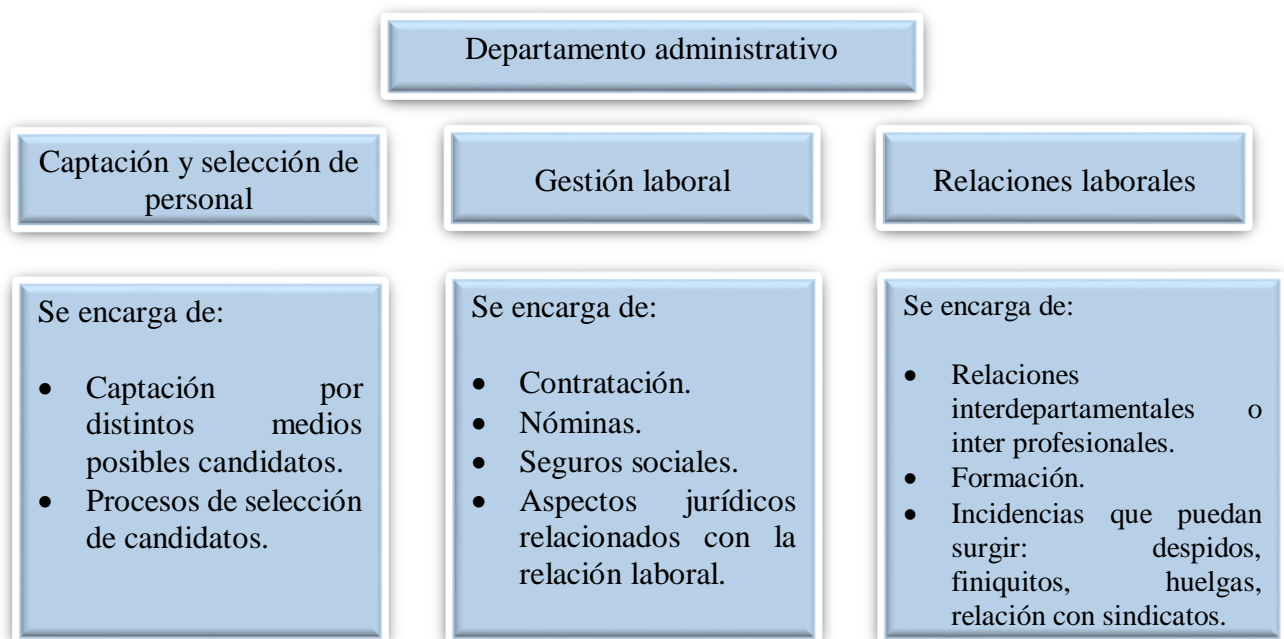 Departamento administrativo
Captación y selección de
personal
Gestión laboral
Relaciones laborales
Se encarga de:
• Captación por
distintos medios
posibles candidatos.
• Procesos de selección
de candidatos.
Se encarga de:
• Contratación.
• Nóminas.
• Seguros sociales.
• Aspectos jurídicos
relacionados con la
relación laboral.
Se encarga de:
• Relaciones
interdepartamentales o
inter profesionales.
• Formación.
• Incidencias que puedan
surgir: despidos,
finiquitos, huelgas,
relación con sindicatos.